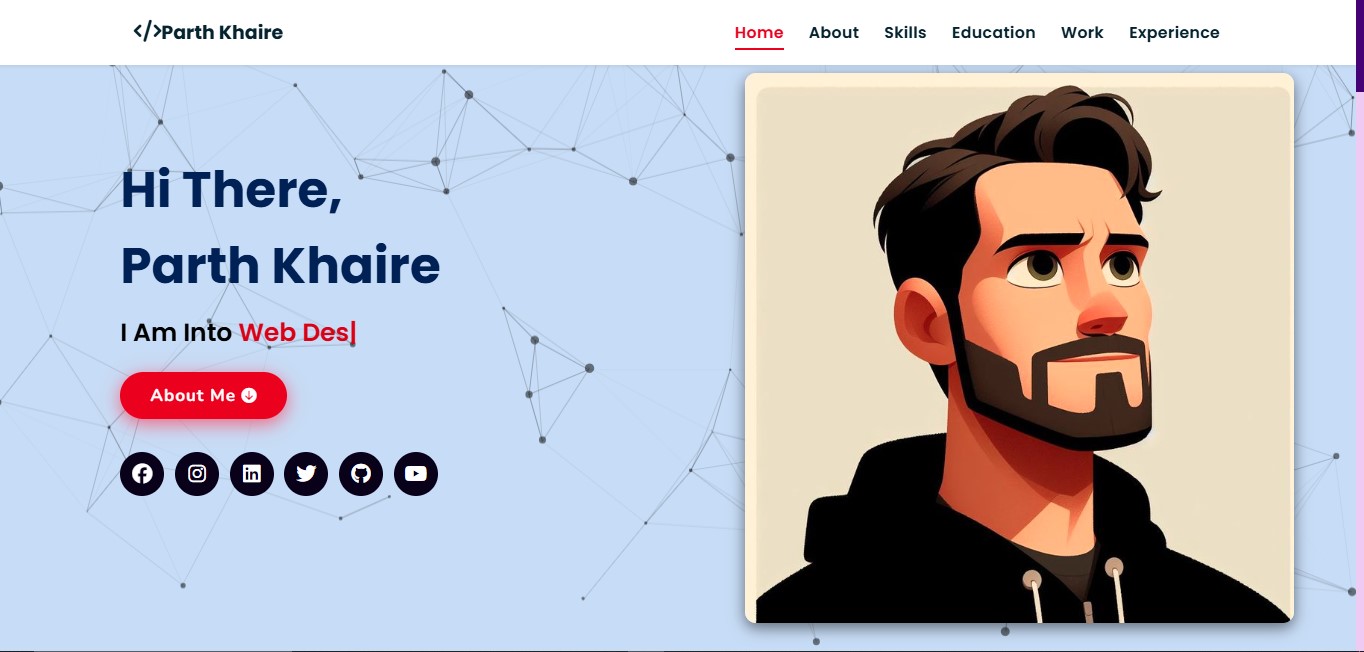 </>Parth Khaire
Home About Skills Education Work Experience
Hi There,
Parth Khaire
I Am Into Web Des|
About Me